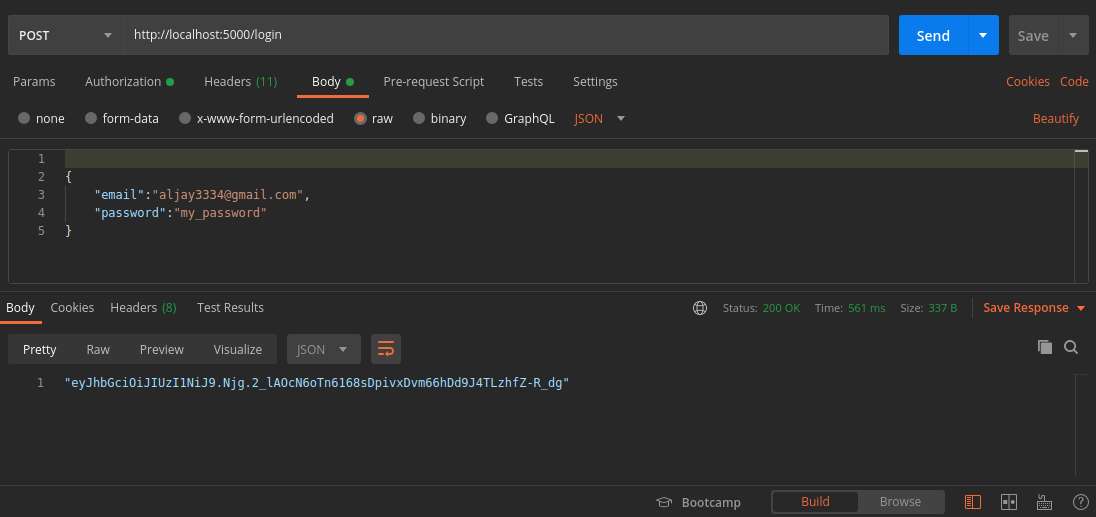 POST http://localhost:5000/login Send Save
Params Authorization Headers (11) Body Pre-request Script Tests Settings Cookies Code
none form-data x-www-form-urlencoded raw binary GraphQL JSON Beautify
1
2 {
3 "email":"aljay3334@gmail.com",
4 "password":"my_password"
5 }
Body Cookies Headers (8) Test Results Status: 200 OK Time: 561 ms Size: 337 B Save Response
Pretty Raw Preview Visualize JSON
1 "eyJhbGciOiJIUzI1NiJ9.Njg.2_lAOcN6oTn6168sDpivxDvm66hDd9J4TLzhfZ-R_dg"
Bootcamp Build Browse ?